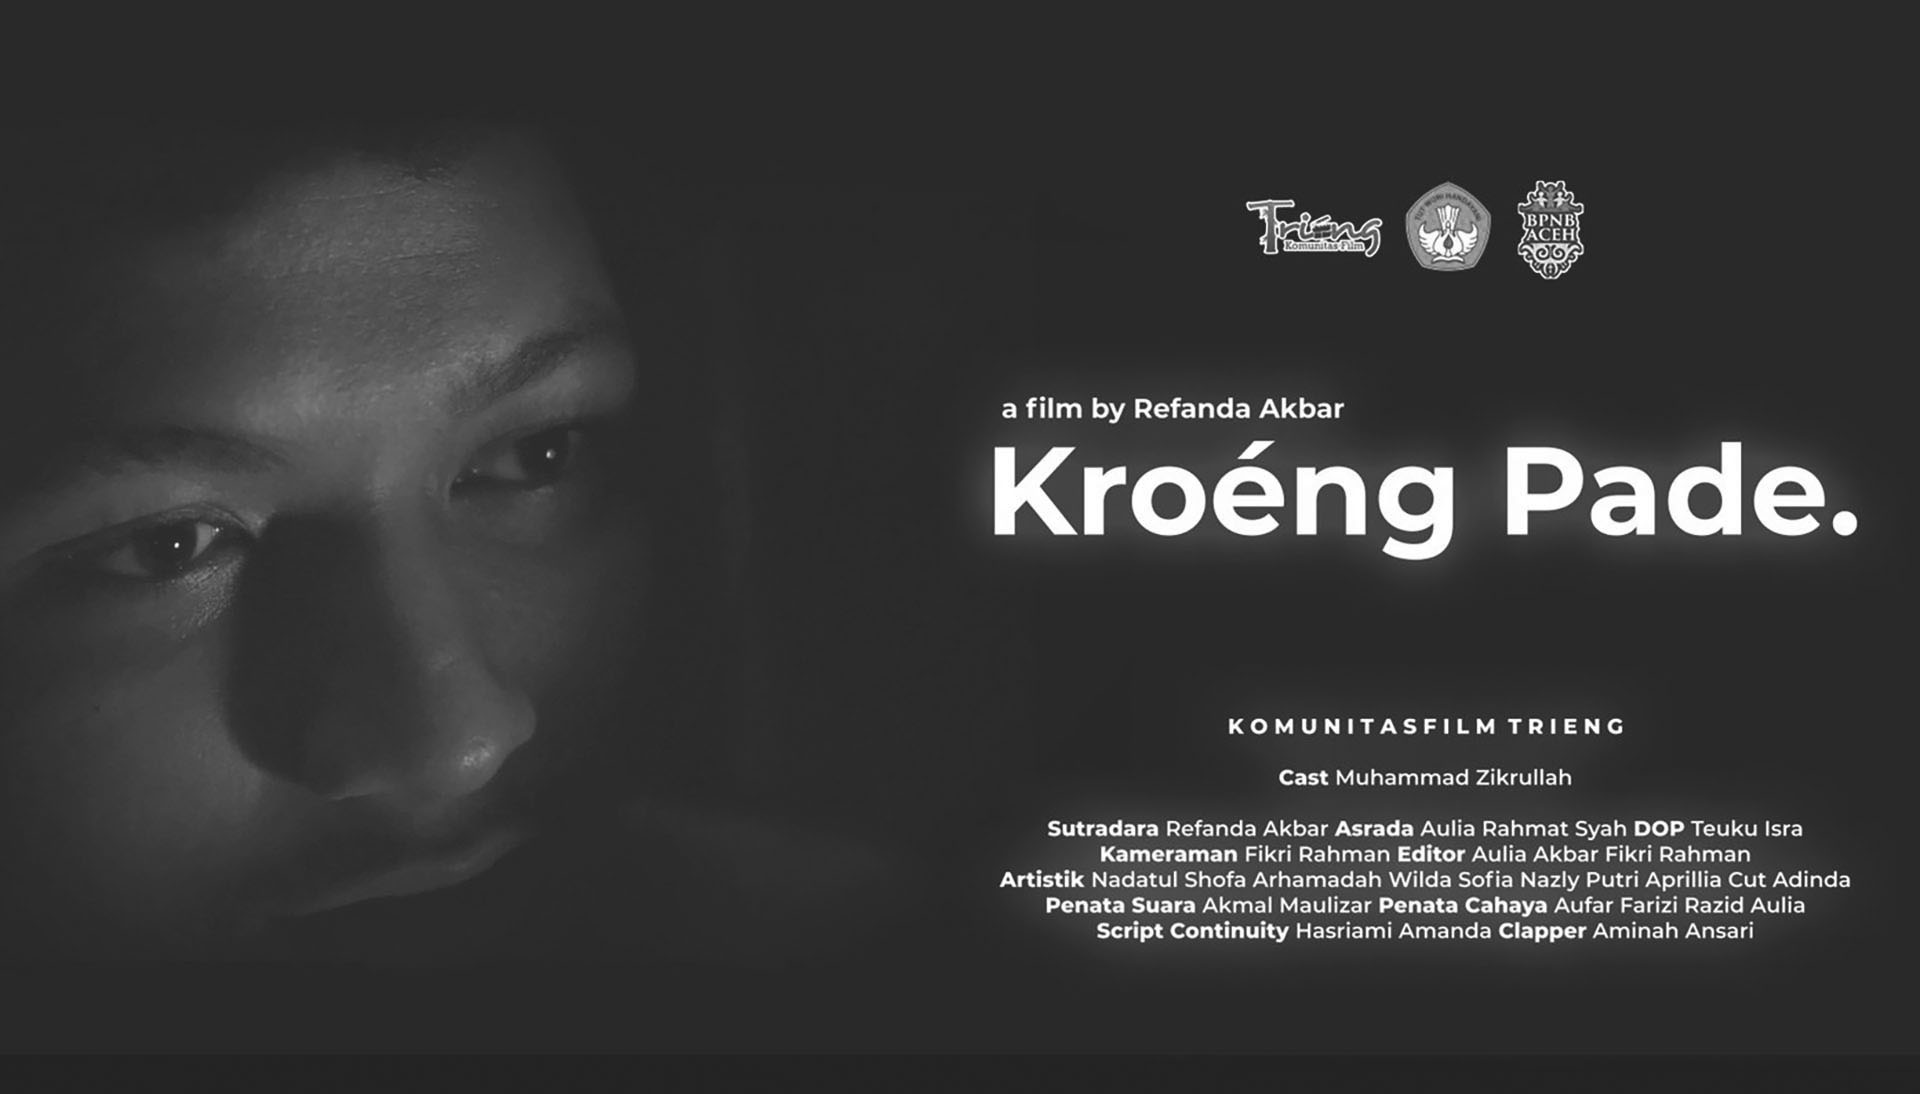 Triéng
Komunitas Film
TUT WURI HANDAYANI
BPNB
ACEH
a film by Refanda Akbar
Kroéng Pade.
KOMUNITASFILM TRIENG
Cast Muhammad Zikrullah
Sutradara Refanda Akbar Asrada Aulia Rahmat Syah DOP Teuku Isra
Kameraman Fikri Rahman Editor Aulia Akbar Fikri Rahman
Artistik Nadatul Shofa Arhamadah Wilda Sofia Nazly Putri Aprillia Cut Adinda
Penata Suara Akmal Maulizar Penata Cahaya Aufar Farizi Razid Aulia
Script Continuity Hasriami Amanda Clapper Aminah Ansari